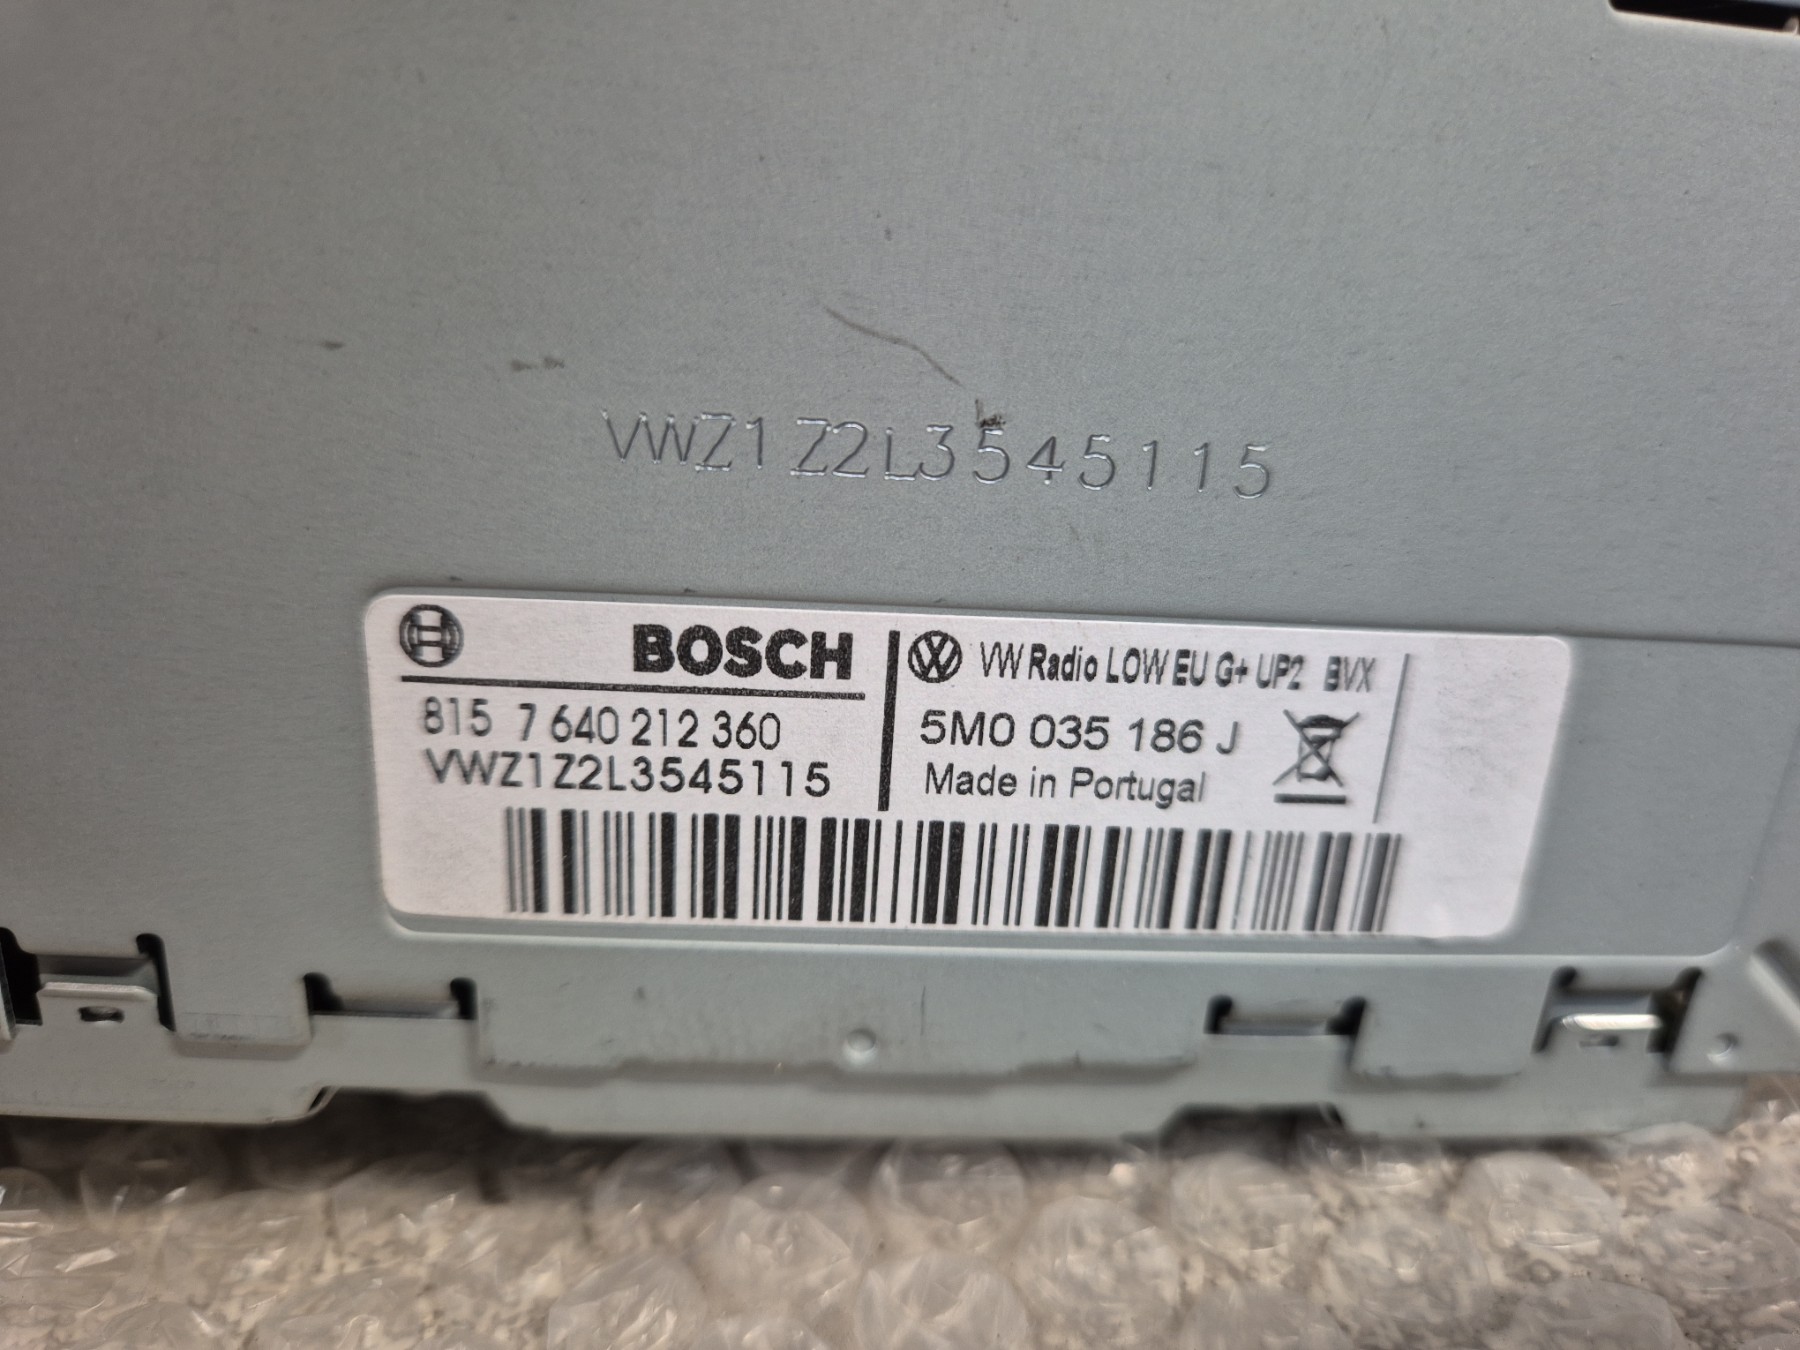 VWZ1Z2L3545115
BOSCH
815 7 640 212 360
VWZ1Z2L3545115
VW Radio LOW EU G+ UP2 BVX
5M0 035 186 J
Made in Portugal